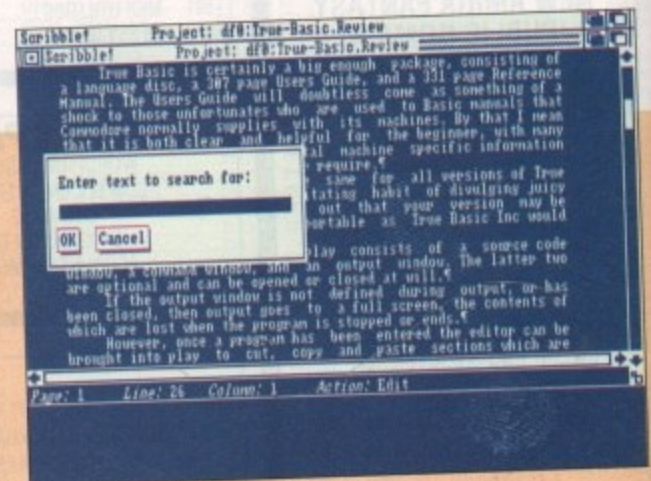 FANTASY
Scribble! Project: df0:True-Basic.Review
Scribble! Project: df0:True-Basic.Review
True Basic is certainly a big enough package, consisting of
a language disc, a 307 page Users Guide, and a 331 page Reference
Manual. The Users Guide will doubtless come as something of a
shock to those unfortunates who are used to Basic manuals that
Commodore normally supplies with its machines. By that I mean
that it is both clear and helpful for the beginner, with many
machine specific information
require.¶
same for all versions of True
habit of divulging juicy
out that your version may be
as True Basic Inc would
Enter text to search for:
OK Cancel
consists of a source code
window, a command window, and an output window. The latter two
are optional and can be opened or closed at will.¶
If the output window is not defined during output, or has
been closed, then output goes to a full screen, the contents of
which are lost when the program is stopped or ends.¶
However, once a program has been entered the editor can be
brought into play to cut, copy and paste sections which are
Page: 1 Line: 26 Column: 1 Action: Edit